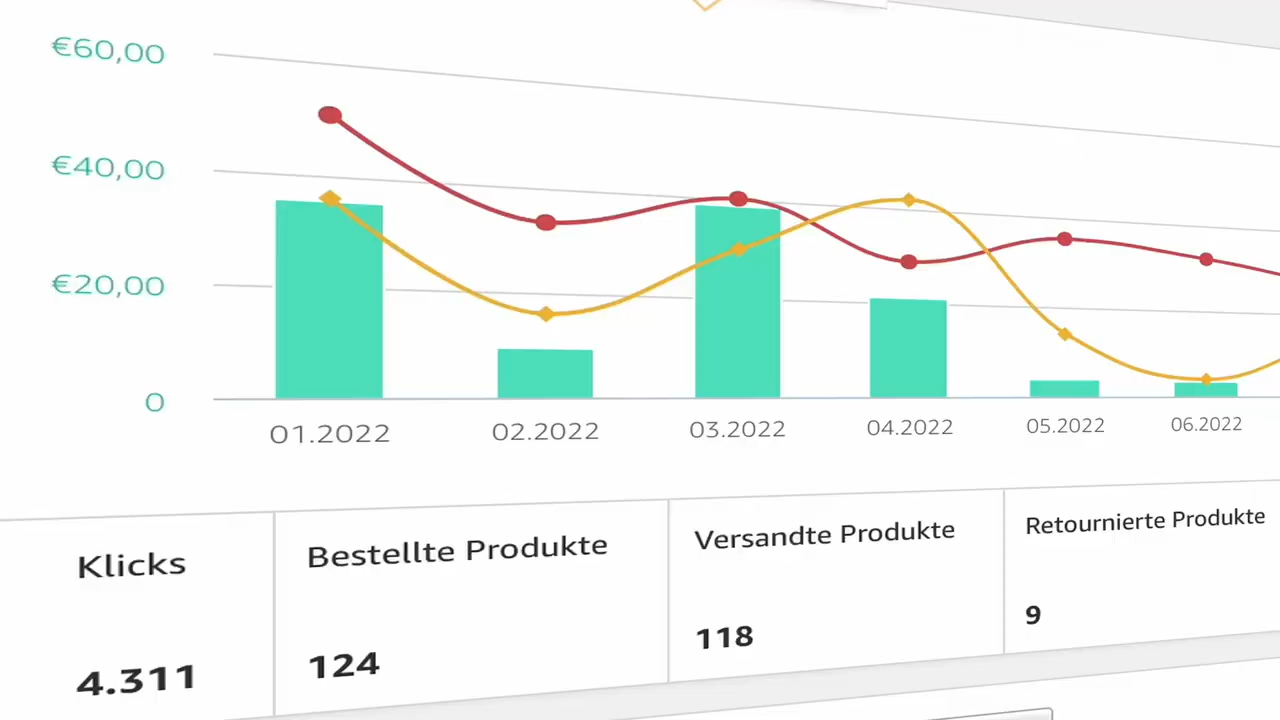 €60,00
€40,00
€20,00
0
01.2022 02.2022 03.2022 04.2022 05.2022 06.2022
Klicks Bestellte Produkte Versandte Produkte Retournierte Produkte
4.311 124 118 9